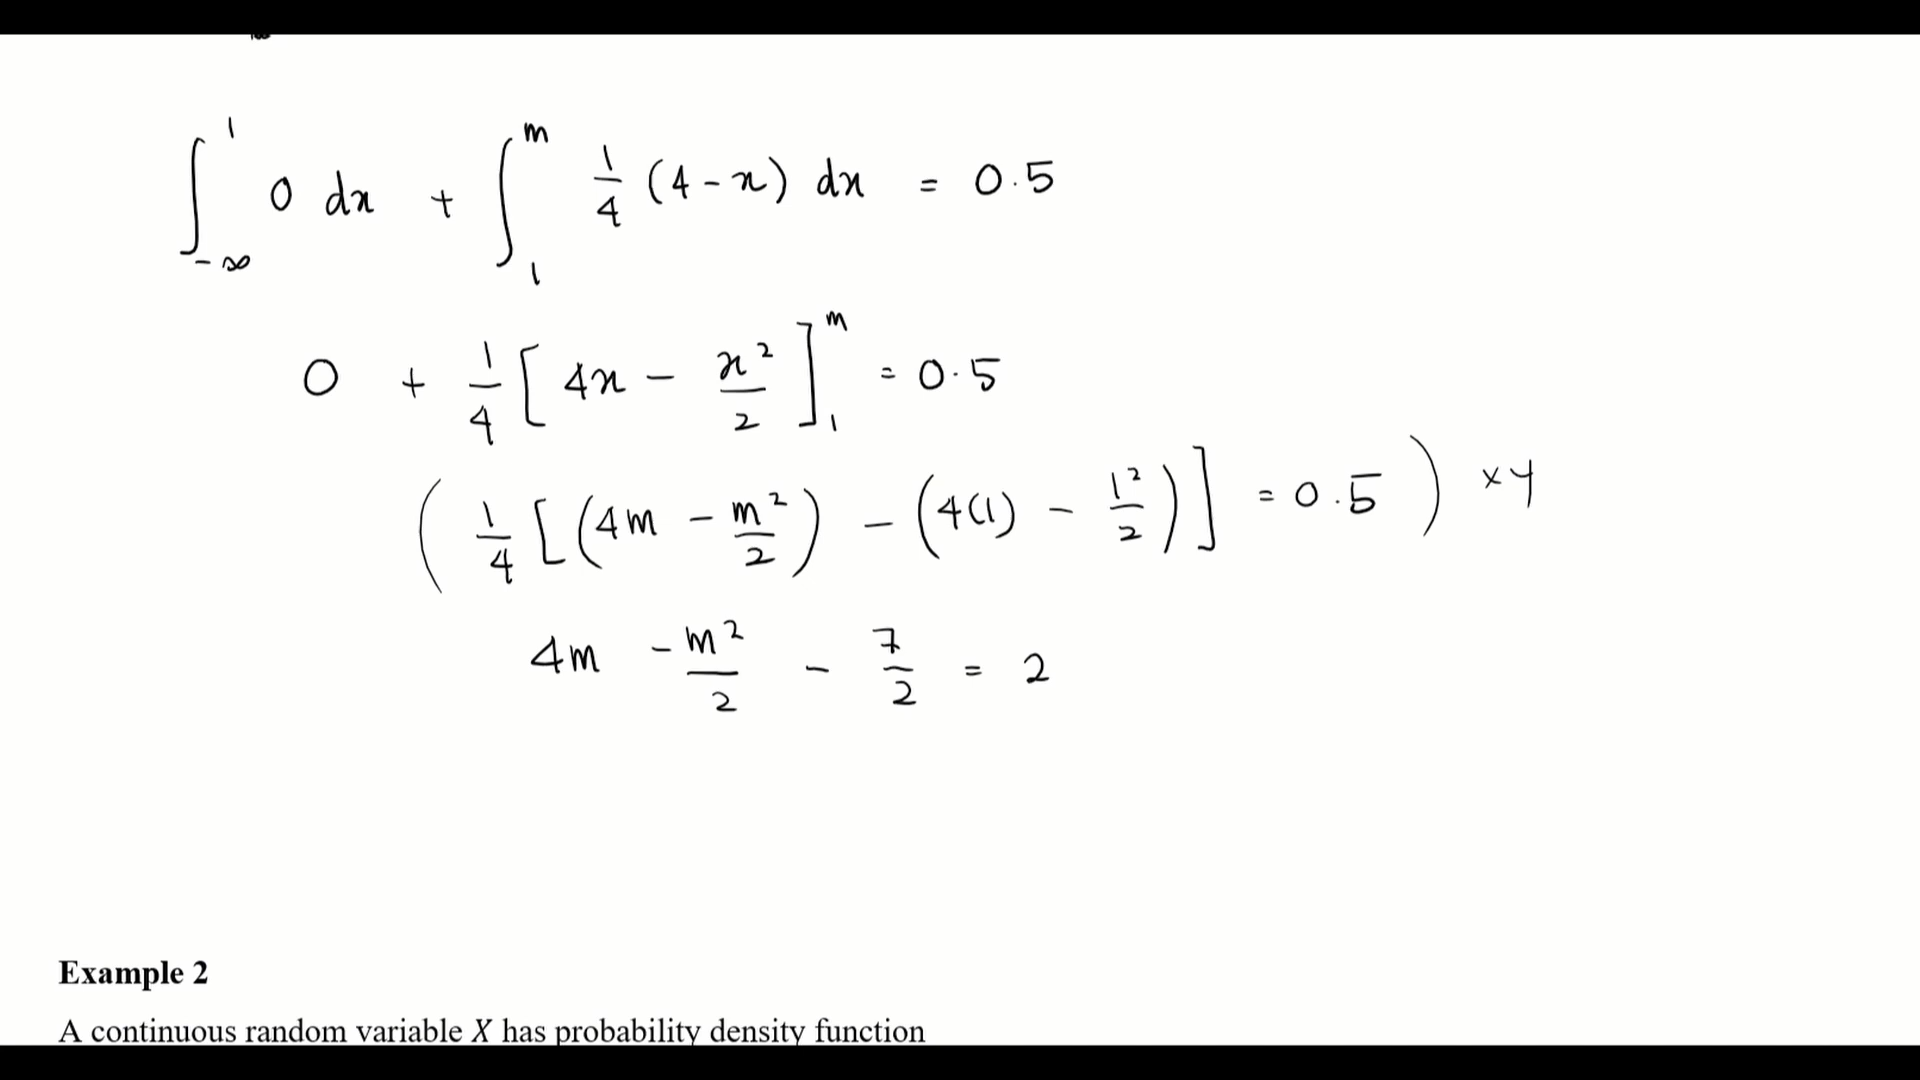 ∫_{-∞}^{1} 0 dx + ∫_{1}^{m} 1/4 (4-x) dx = 0.5
0 + 1/4 [ 4x - x²/2 ]_{1}^{m} = 0.5
( 1/4 [ (4m - m²/2) - (4(1) - 1²/2) ] = 0.5 ) ×4
4m - m²/2 - 7/2 = 2
Example 2
A continuous random variable X has probability density function